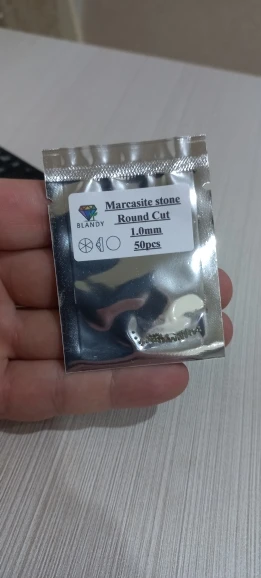 Marcasite stone
Round Cut
1.0mm
50pcs
BLANDY